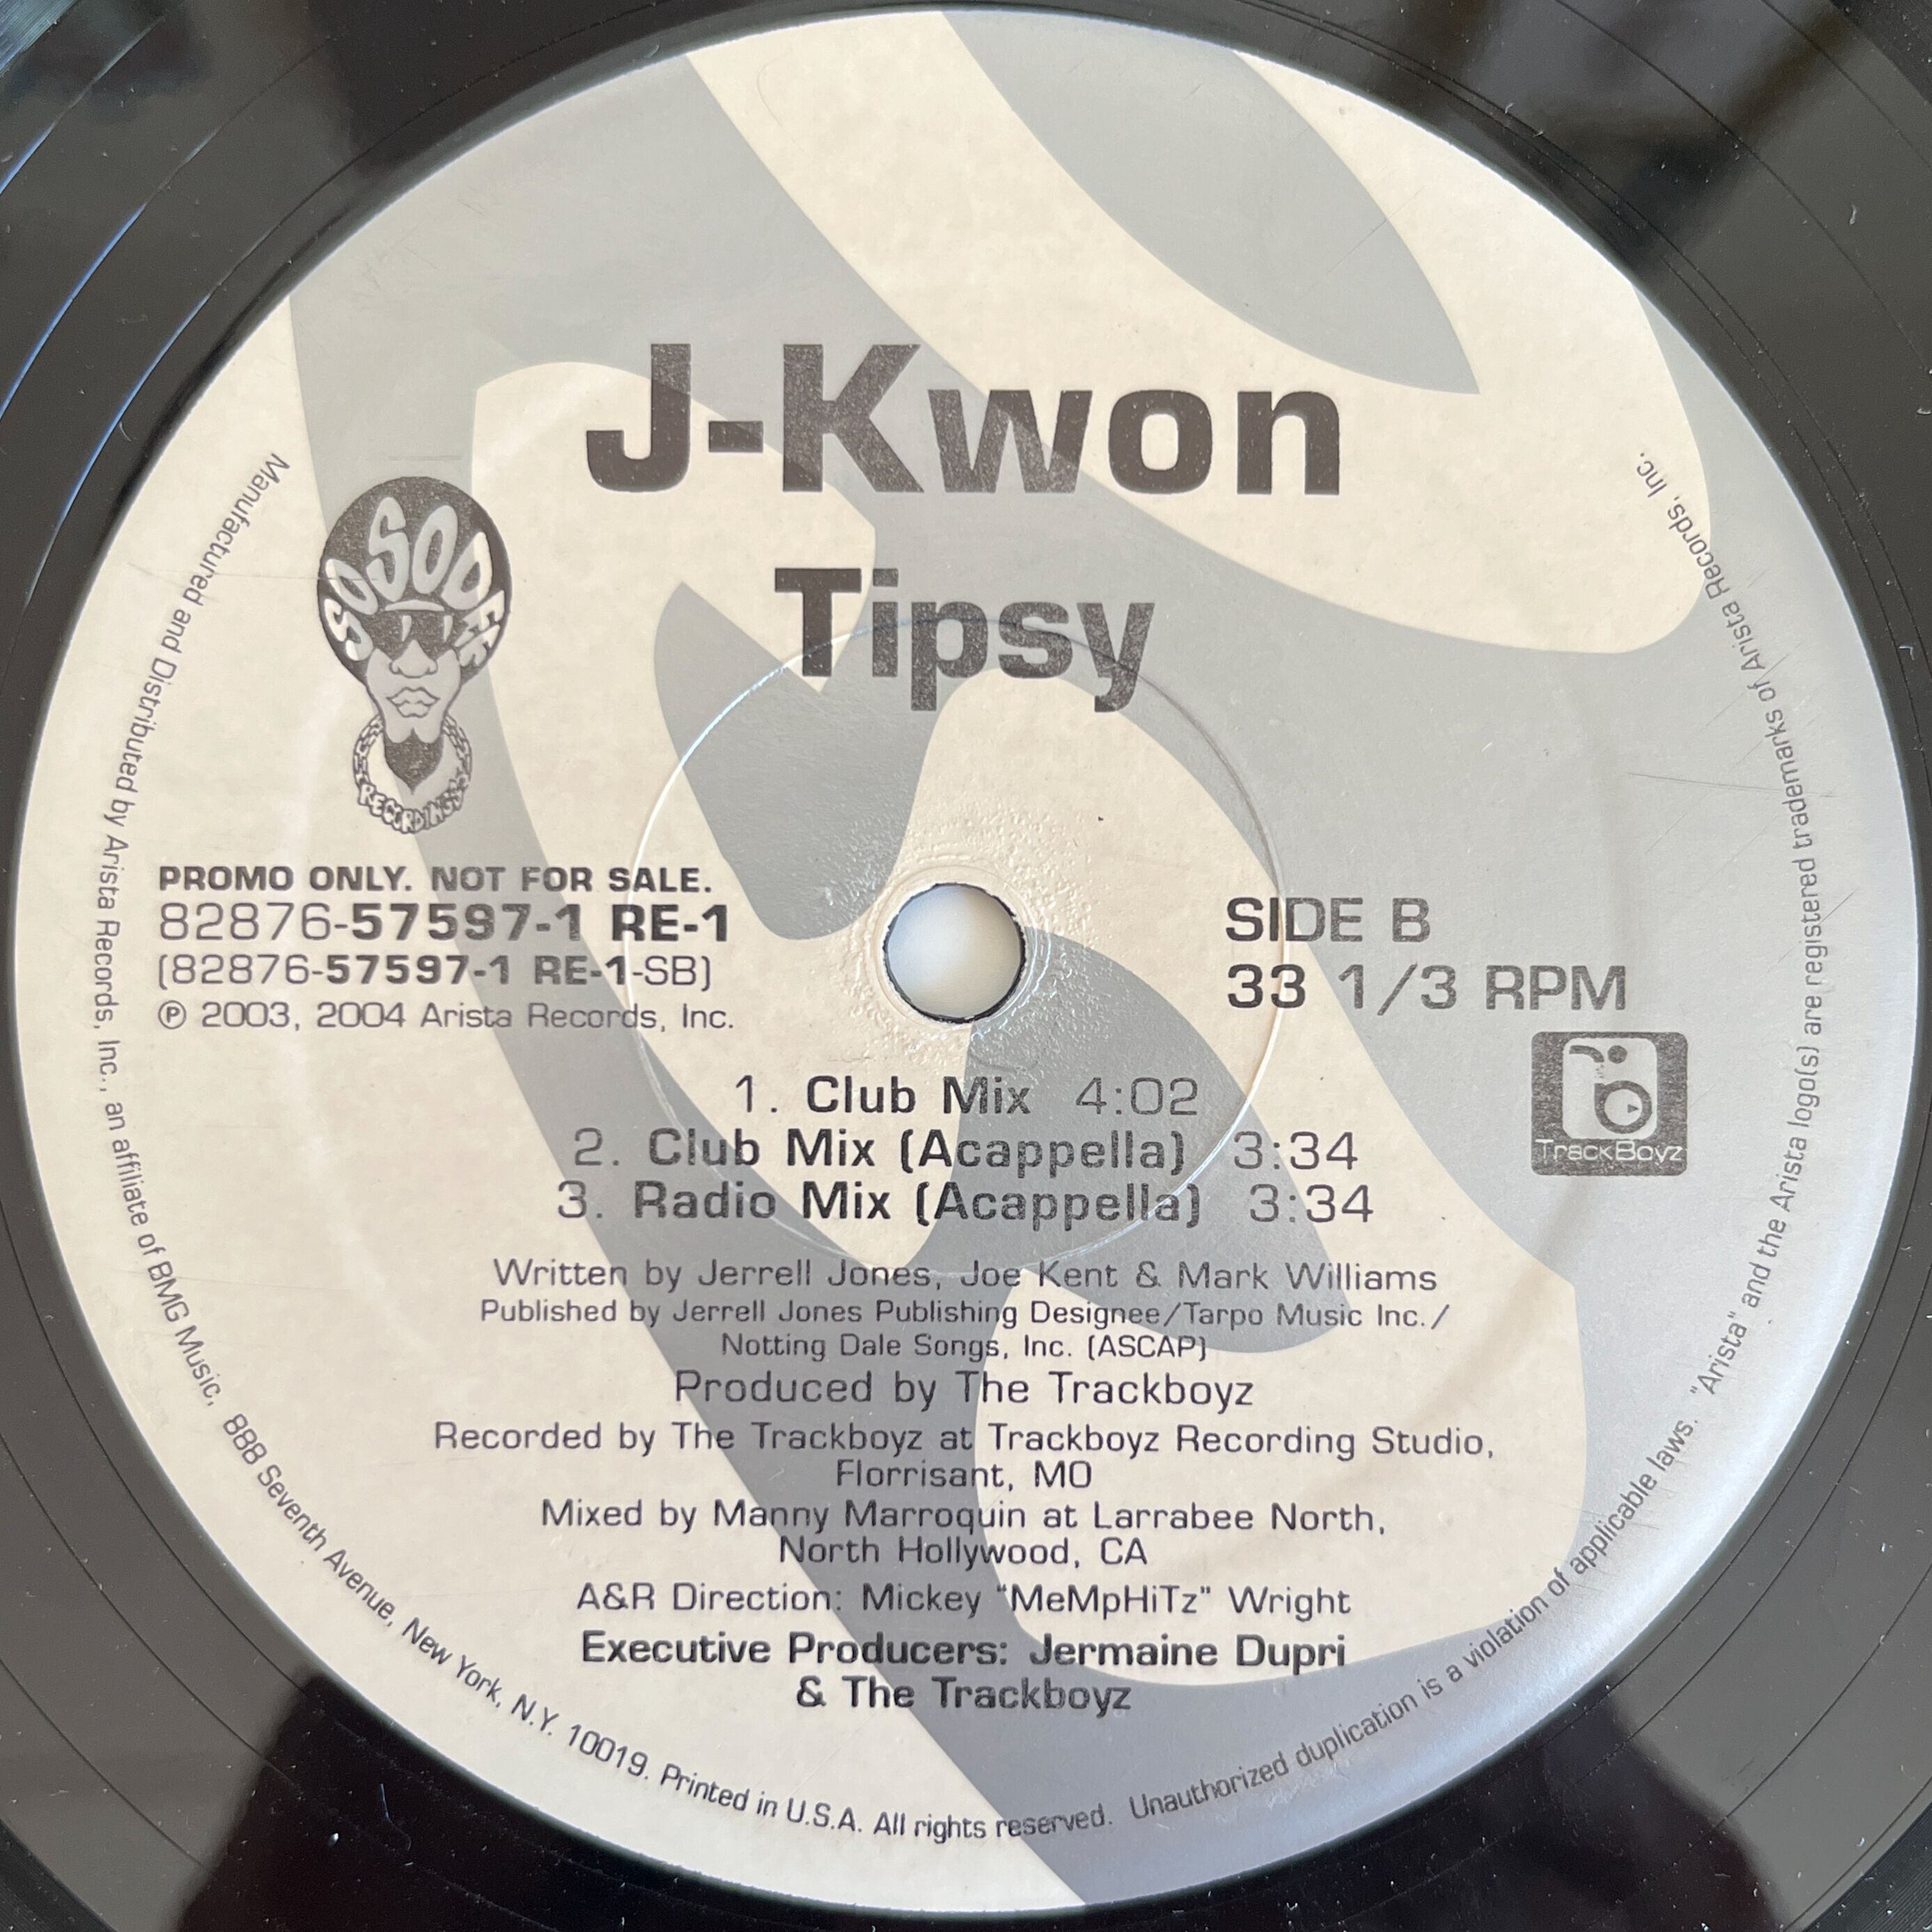 J-Kwon
Tipsy
SO SO DEF
RECORDINGS
PROMO ONLY. NOT FOR SALE.
82876-57597-1 RE-1
(82876-57597-1 RE-1-SB)
℗ 2003, 2004 Arista Records, Inc.
SIDE B
33 1/3 RPM
TrackBoyz
1. Club Mix 4:02
2. Club Mix (Acappella) 3:34
3. Radio Mix (Acappella) 3:34
Written by Jerrell Jones, Joe Kent & Mark Williams
Published by Jerrell Jones Publishing Designee/Tarpo Music Inc./
Notting Dale Songs, Inc. (ASCAP)
Produced by The Trackboyz
Recorded by The Trackboyz at Trackboyz Recording Studio,
Florrisant, MO
Mixed by Manny Marroquin at Larrabee North,
North Hollywood, CA
A&R Direction: Mickey "MeMpHiTz" Wright
Executive Producers: Jermaine Dupri
& The Trackboyz
Manufactured and Distributed by Arista Records, Inc., an affiliate of BMG Music, 888 Seventh Avenue, New York, N.Y. 10019. Printed in U.S.A. All rights reserved. Unauthorized duplication is a violation of applicable laws. "Arista" and the Arista logo(s) are registered trademarks of Arista Records, Inc.